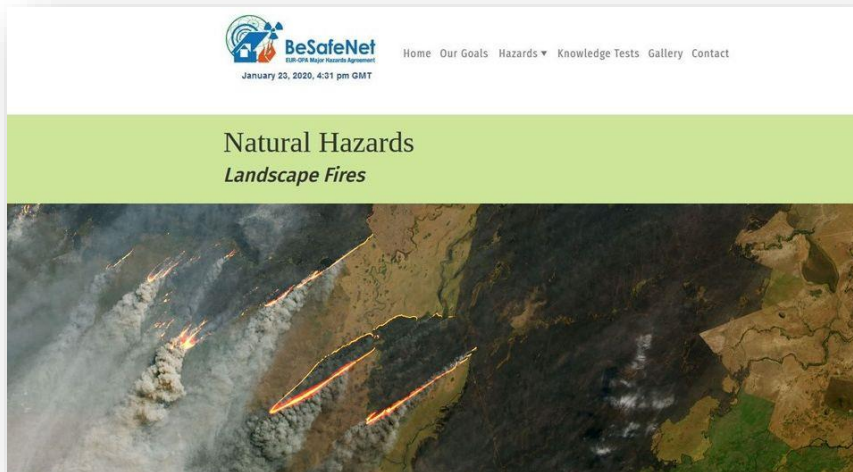 BeSafeNet
EUR-OPA Major Hazards Agreement
January 23, 2020, 4:31 pm GMT
Home Our Goals Hazards ▾ Knowledge Tests Gallery Contact
Natural Hazards
Landscape Fires